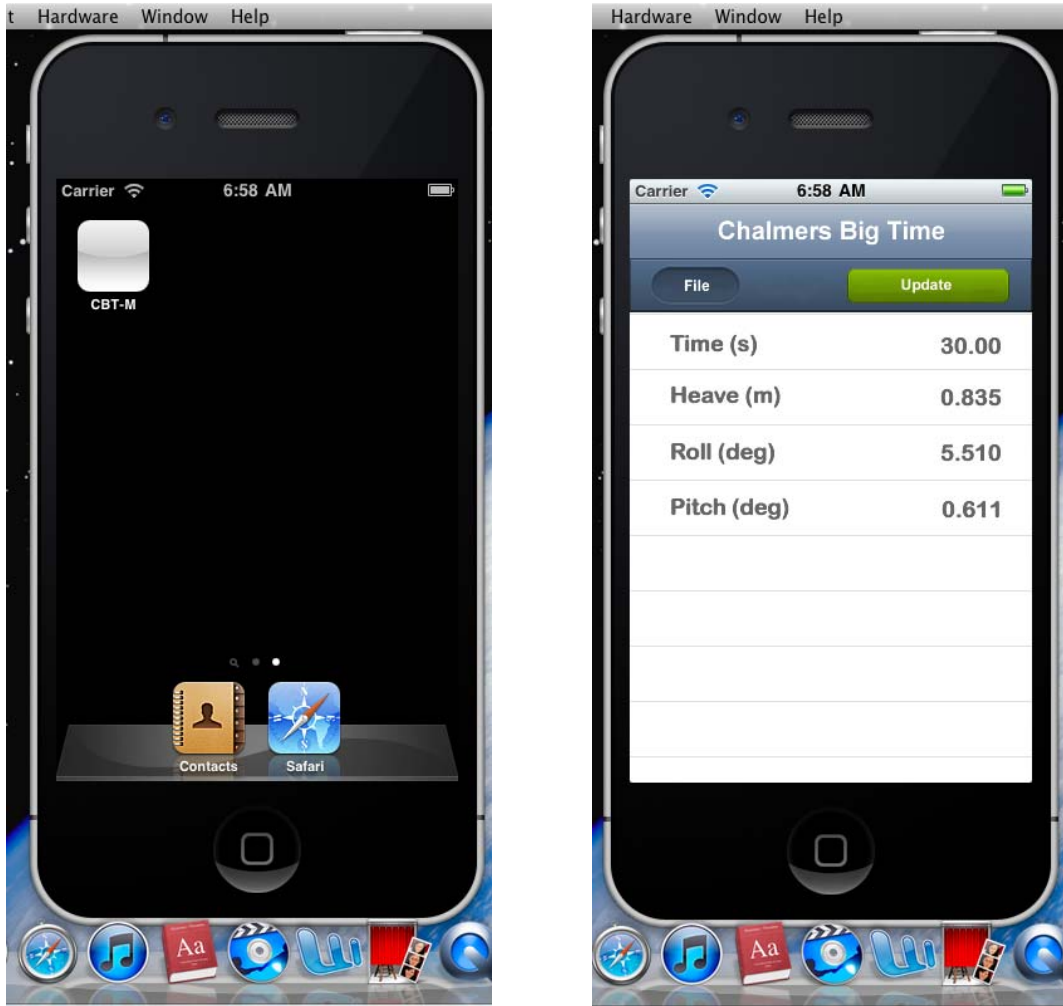 t Hardware Window Help
Carrier 6:58 AM
CBT-M
Contacts Safari
Aa
Hardware Window Help
Carrier 6:58 AM
Chalmers Big Time
File Update
Time (s) 30.00
Heave (m) 0.835
Roll (deg) 5.510
Pitch (deg) 0.611
Aa